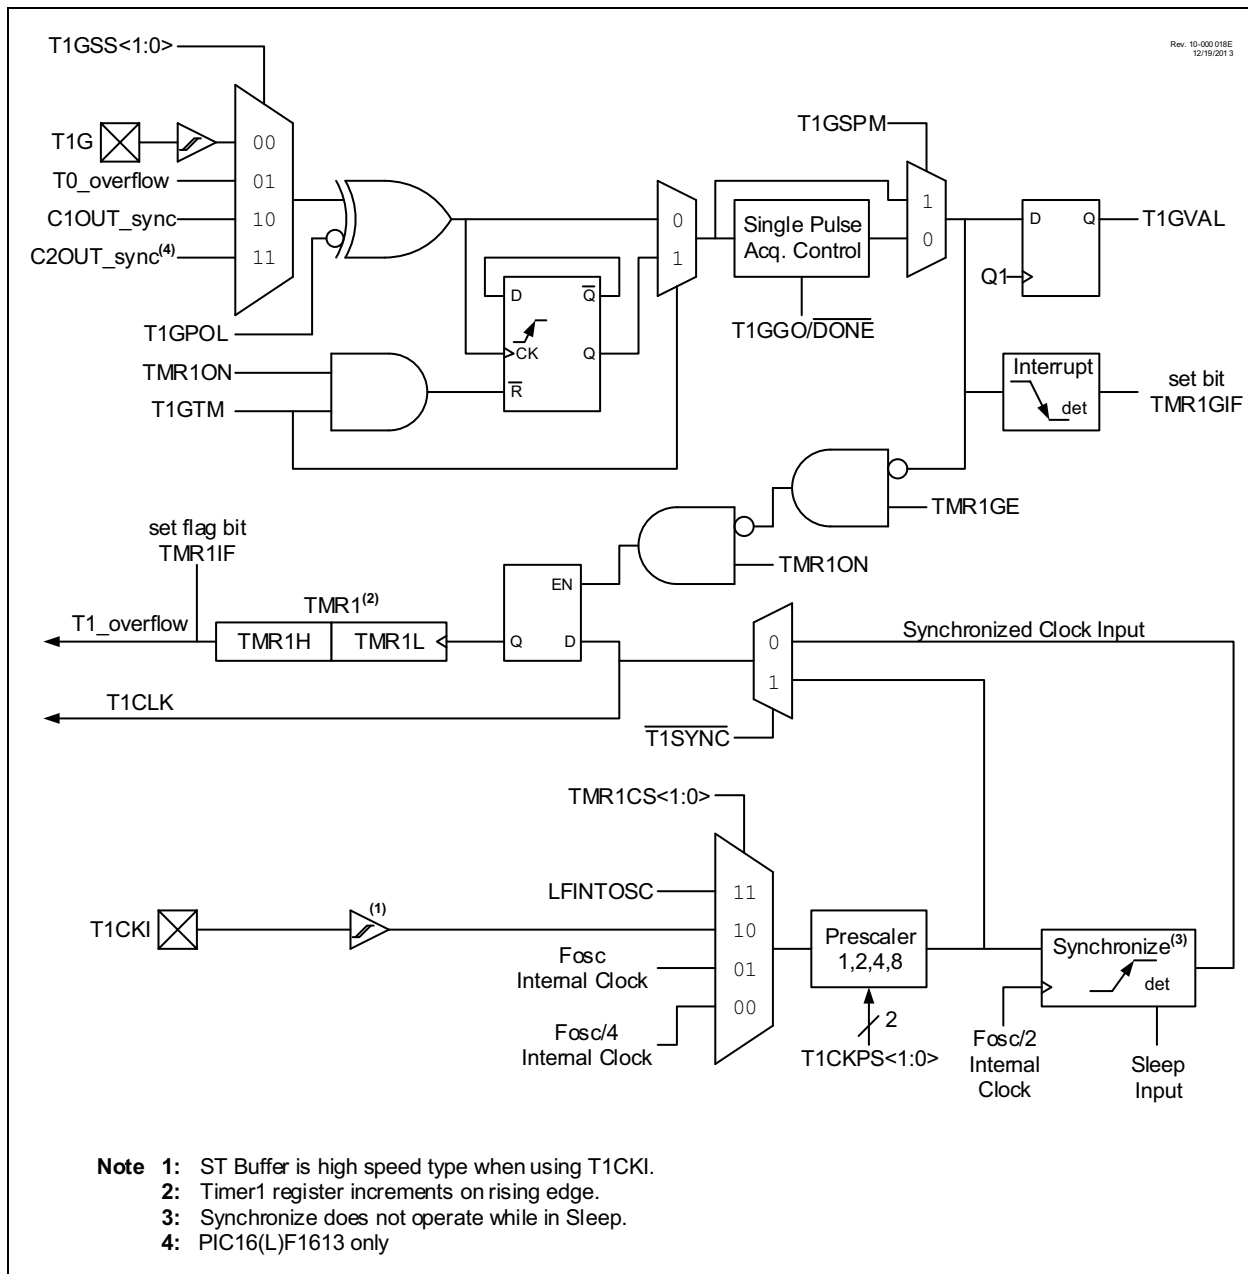 T1GSS<1:0>
Rev. 10-000 018E
12/19/2013
T1G
00
T1GSPM
T0_overflow
01
C1OUT_sync
10
C2OUT_sync(4)
11
0
1
Single Pulse
Acq. Control
1
0
D
Q
T1GVAL
Q1
T1GPOL
D
Q
CK
Q
R
T1GGO/DONE
TMR1ON
T1GTM
Interrupt
det
set bit
TMR1GIF
TMR1GE
set flag bit
TMR1IF
TMR1ON
EN
T1_overflow
TMR1(2)
TMR1H
TMR1L
Q
D
0
1
Synchronized Clock Input
T1CLK
T1SYNC
TMR1CS<1:0>
LFINTOSC
11
T1CKI
(1)
10
Fosc
Internal Clock
01
Fosc/4
Internal Clock
00
Prescaler
1,2,4,8
2
T1CKPS<1:0>
Synchronize(3)
det
Fosc/2
Internal
Clock
Sleep
Input
Note 1: ST Buffer is high speed type when using T1CKI.
2: Timer1 register increments on rising edge.
3: Synchronize does not operate while in Sleep.
4: PIC16(L)F1613 only